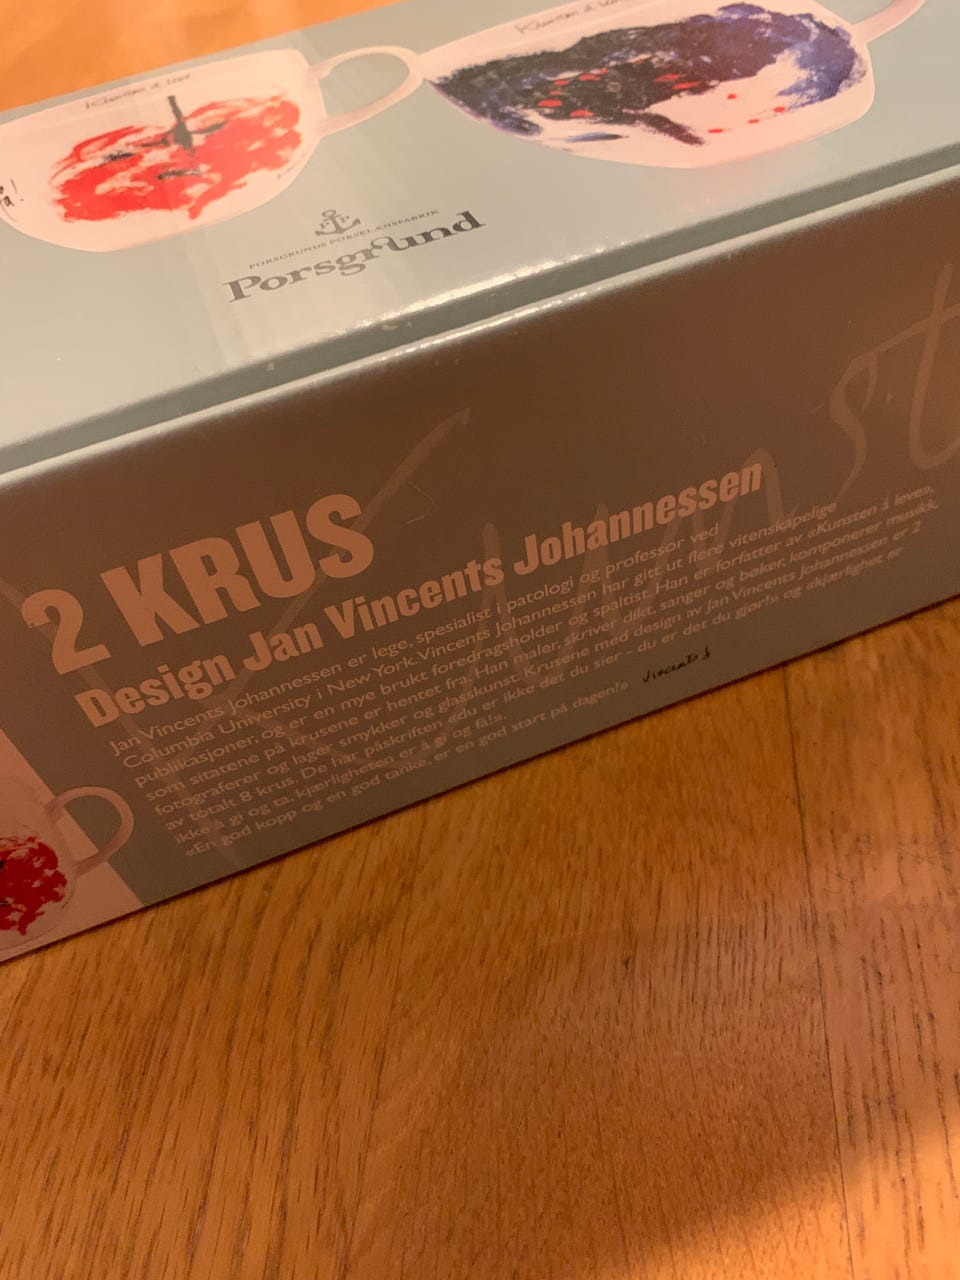 Kunsten å leve
PORSGRUNDS PORSELÆNSFABRIK
Porsgrund
Kunst
2 KRUS
Design Jan Vincents Johannessen
Jan Vincents Johannessen er lege, spesialist i patologi og professor ved
Columbia University i New York. Vincents Johannessen har gitt ut flere vitenskapelige
publikasjoner, og er en mye brukt foredragsholder og spaltist. Han er forfatter av «Kunsten å leve»,
som sitatene på krusene er hentet fra. Han maler, skriver dikt, sanger og bøker, komponerer musikk,
fotograferer og lager smykker og glasskunst. Krusene med design av Jan Vincents Johannessen er 2
av totalt 8 krus. De har påskriften «du er ikke det du sier - du er det du gjør!» og «kjærlighet er
ikke å gi og ta, kjærligheten er å gi og få!».
«En god kopp og en god tanke, er en god start på dagen!» Vincents J